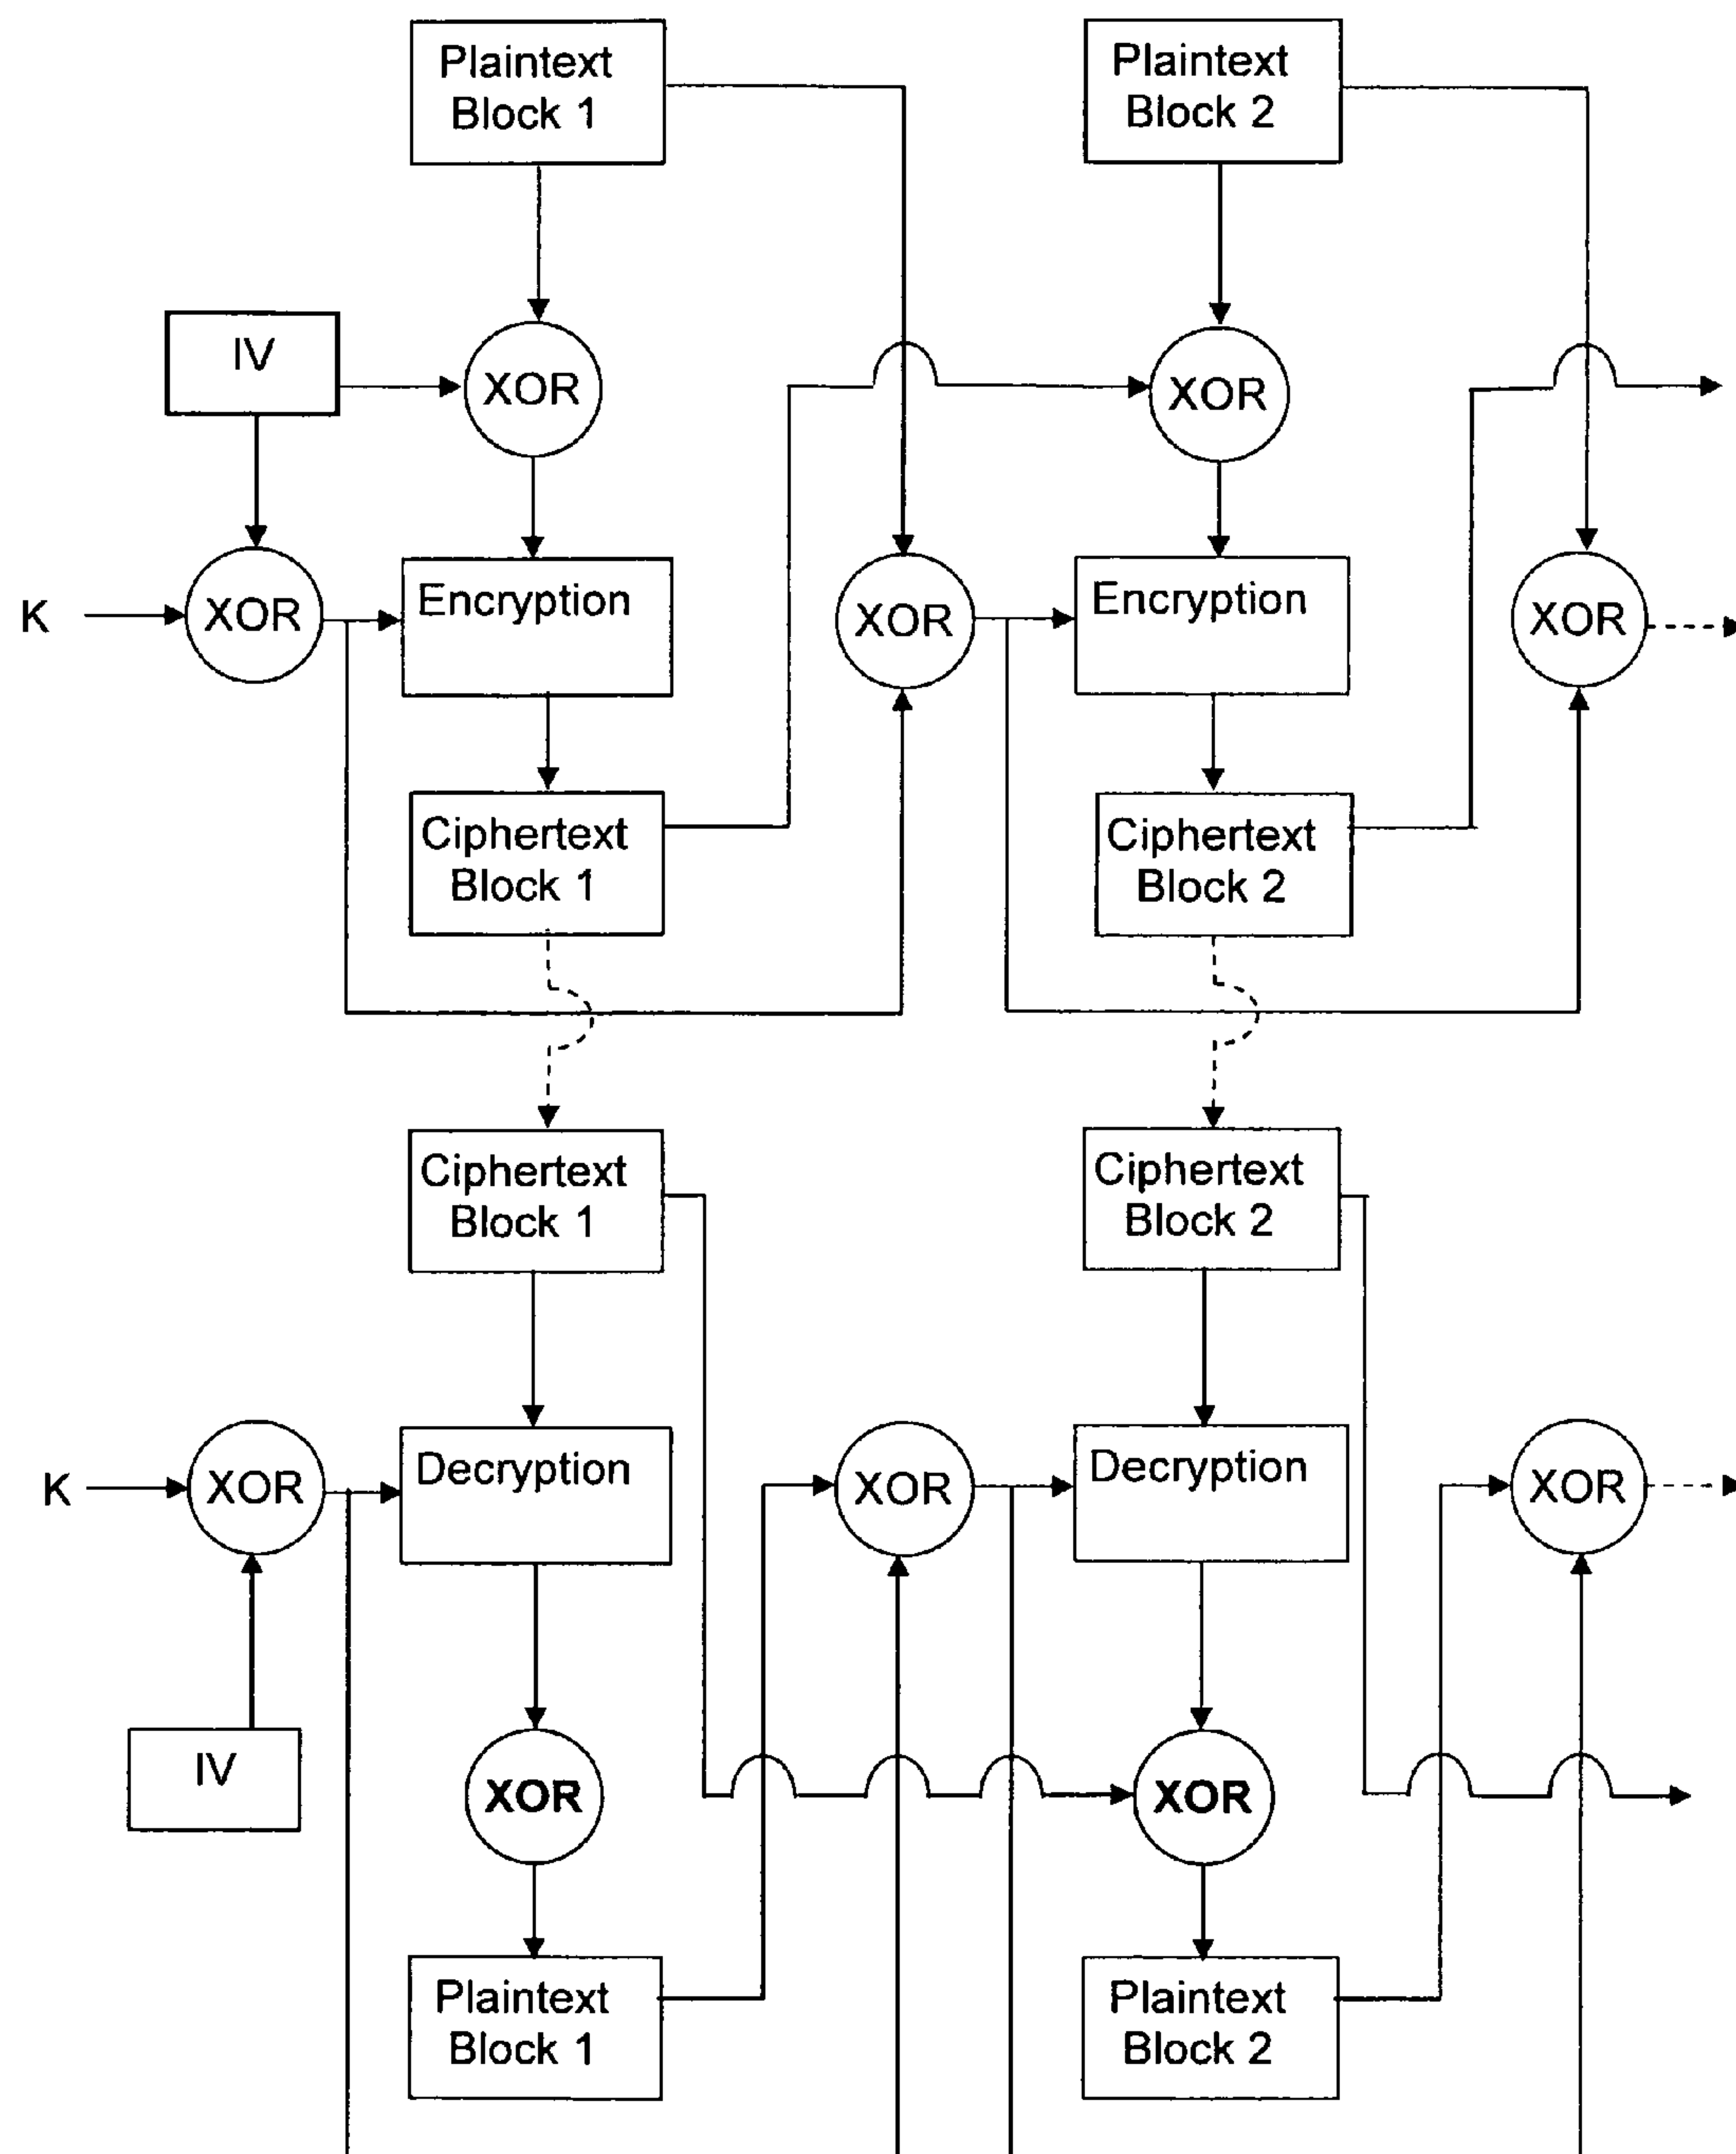 Plaintext
Block 1
Plaintext
Block 2
IV
XOR
XOR
K
XOR
Encryption
XOR
Encryption
XOR
Ciphertext
Block 1
Ciphertext
Block 2
Ciphertext
Block 1
Ciphertext
Block 2
K
XOR
Decryption
XOR
Decryption
XOR
IV
XOR
XOR
Plaintext
Block 1
Plaintext
Block 2